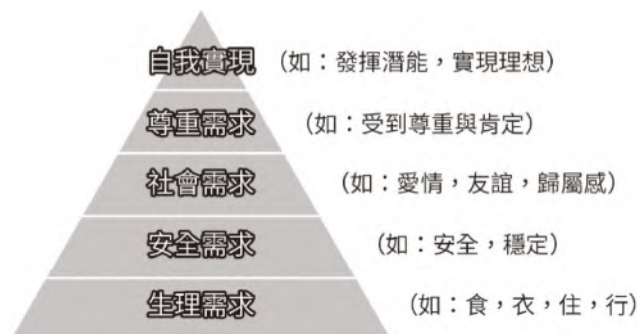 自我實現 (如：發揮潛能，實現理想)
尊重需求 (如：受到尊重與肯定)
社會需求 (如：愛情，友誼，歸屬感)
安全需求 (如：安全，穩定)
生理需求 (如：食，衣，住，行)